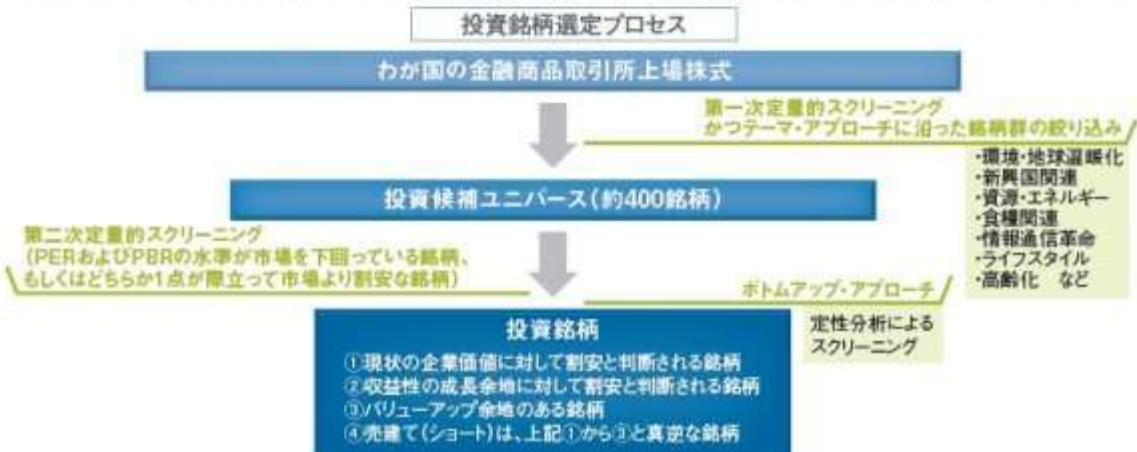 投資銘柄選定プロセス
わが国の金融商品取引所上場株式
第一次定量的スクリーニング
かつテーマ・アプローチに沿った銘柄群の絞り込み
・環境・地球温暖化
・新興国関連
・資源・エネルギー
・食糧関連
・情報通信革命
・ライフスタイル
・高齢化 など
投資候補ユニバース(約400銘柄)
第二次定量的スクリーニング
(PERおよびPBRの水準が市場を下回っている銘柄、
もしくはどちらか1点が際立って市場より割安な銘柄)
ボトムアップ・アプローチ
定性分析による
スクリーニング
投資銘柄
①現状の企業価値に対して割安と判断される銘柄
②収益性の成長余地に対して割安と判断される銘柄
③バリューアップ余地のある銘柄
④売建て(ショート)は、上記①から③と真逆な銘柄